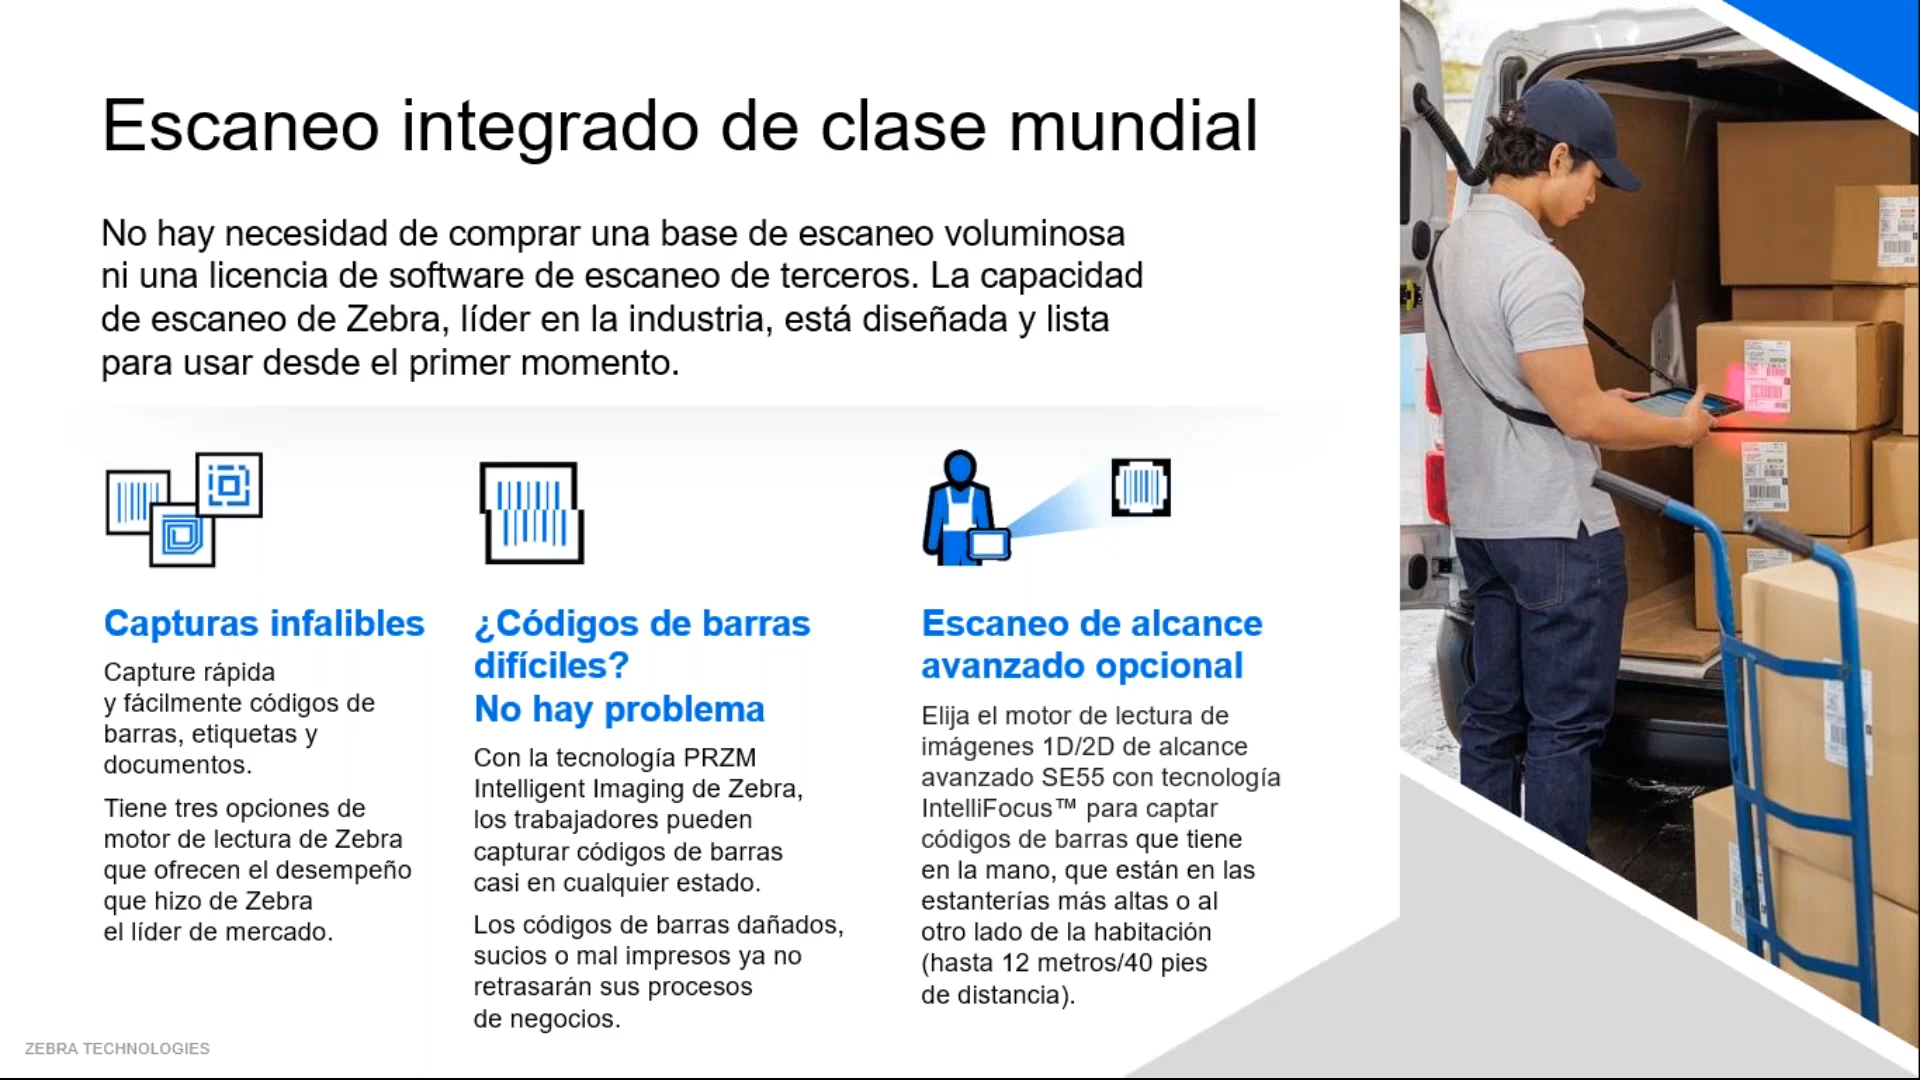 Escaneo integrado de clase mundial
No hay necesidad de comprar una base de escaneo voluminosa
ni una licencia de software de escaneo de terceros. La capacidad
de escaneo de Zebra, líder en la industria, está diseñada y lista
para usar desde el primer momento.
Capturas infalibles
Capture rápida
y fácilmente códigos de
barras, etiquetas y
documentos.
Tiene tres opciones de
motor de lectura de Zebra
que ofrecen el desempeño
que hizo de Zebra
el líder de mercado.
¿Códigos de barras
difíciles?
No hay problema
Con la tecnología PRZM
Intelligent Imaging de Zebra,
los trabajadores pueden
capturar códigos de barras
casi en cualquier estado.
Los códigos de barras dañados,
sucios o mal impresos ya no
retrasarán sus procesos
de negocios.
Escaneo de alcance
avanzado opcional
Elija el motor de lectura de
imágenes 1D/2D de alcance
avanzado SE55 con tecnología
IntelliFocus™ para captar
códigos de barras que tiene
en la mano, que están en las
estanterías más altas o al
otro lado de la habitación
(hasta 12 metros/40 pies
de distancia).
ZEBRA TECHNOLOGIES